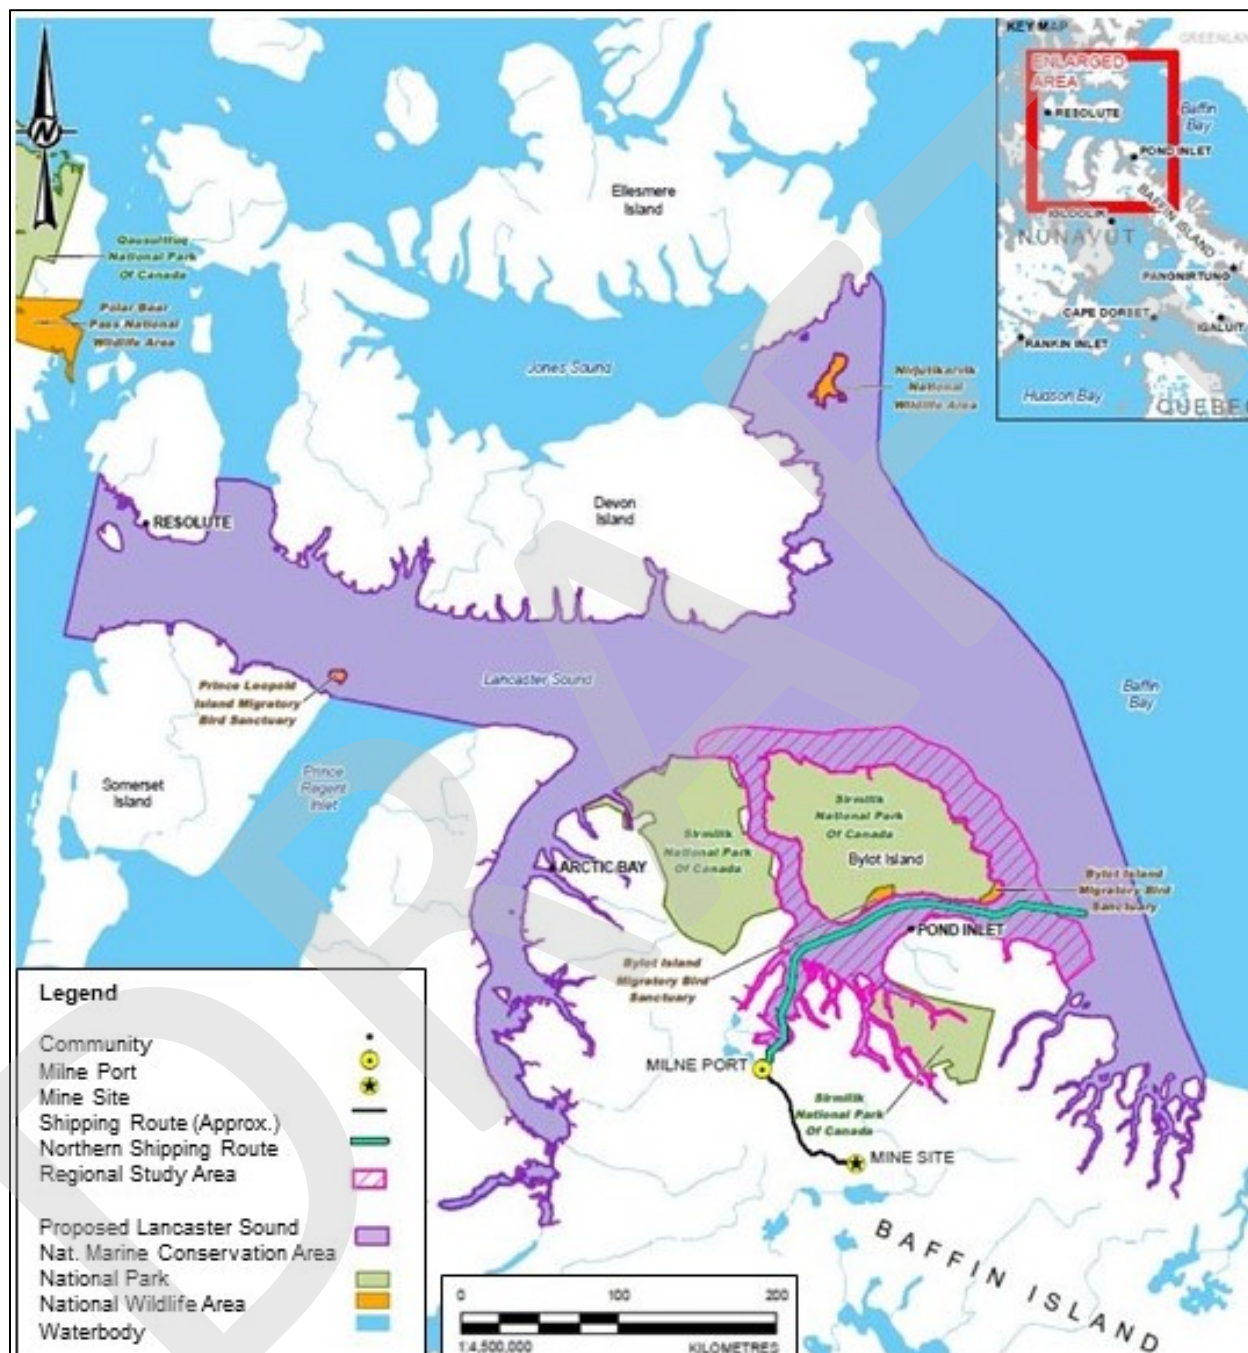 KEY MAP
GREENLAN
ENLARGED
AREA
RESOLUTE
Baffin
Bay
POND INLET
BAFFIN ISLAND
IGLOOLIK
NUNAVUT
PANGNIRTUNG
CAPE DORSET
IQALUIT
RANKIN INLET
Hudson Bay
QUEBEC
N
Ellesmere
Island
Qausuittuq
National Park
Of Canada
Polar Bear
Pass National
Wildlife Area
Jones Sound
Nirjutikarvik
National
Wildlife Area
Devon
Island
RESOLUTE
Lancaster Sound
Prince Leopold
Island Migratory
Bird Sanctuary
Baffin
Bay
Somerset
Island
Prince
Regent
Inlet
Sirmilik
National Park
Of Canada
Bylot Island
Sirmilik
National Park
Of Canada
ARCTIC BAY
Bylot Island
Migratory Bird
Sanctuary
POND INLET
Bylot Island
Migratory Bird
Sanctuary
MILNE PORT
Sirmilik
National Park
Of Canada
MINE SITE
BAFFIN ISLAND
Legend
Community
Milne Port
Mine Site
Shipping Route (Approx.)
Northern Shipping Route
Regional Study Area
Proposed Lancaster Sound
Nat. Marine Conservation Area
National Park
National Wildlife Area
Waterbody
0 100 200
1:4,500,000 KILOMETRES
DRAFT